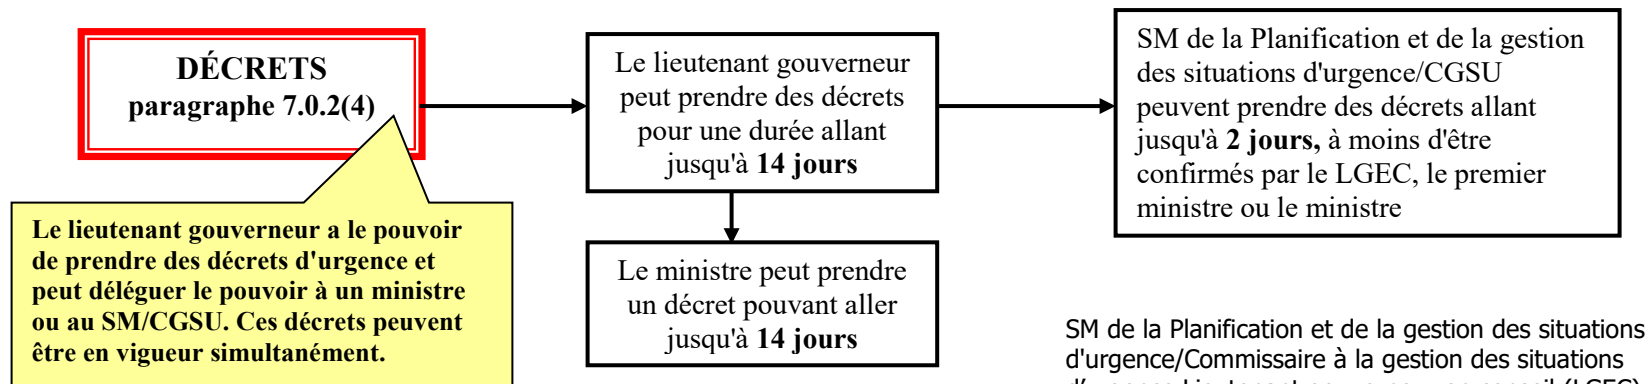 DÉCRETS
paragraphe 7.0.2(4)
Le lieutenant gouverneur a le pouvoir
de prendre des décrets d'urgence et
peut déléguer le pouvoir à un ministre
ou au SM/CGSU. Ces décrets peuvent
être en vigueur simultanément.
Le lieutenant gouverneur
peut prendre des décrets
pour une durée allant
jusqu'à 14 jours
Le ministre peut prendre
un décret pouvant aller
jusqu'à 14 jours
SM de la Planification et de la gestion
des situations d'urgence/CGSU
peuvent prendre des décrets allant
jusqu'à 2 jours, à moins d'être
confirmés par le LGEC, le premier
ministre ou le ministre
SM de la Planification et de la gestion des situations
d'urgence/Commissaire à la gestion des situations